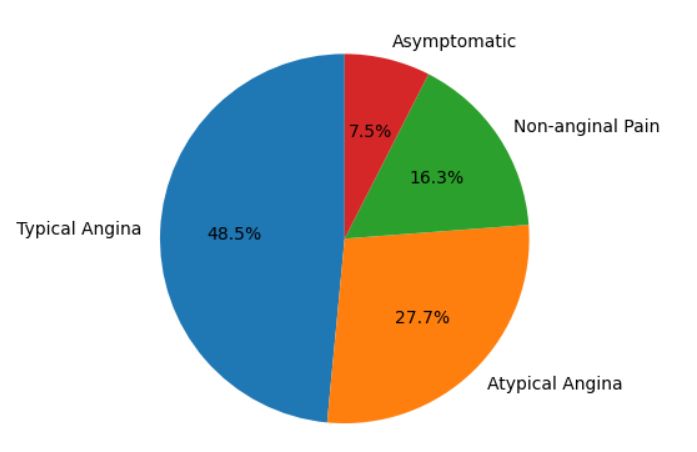 Asymptomatic
Non-anginal Pain
7.5%
16.3%
Typical Angina
48.5%
27.7%
Atypical Angina